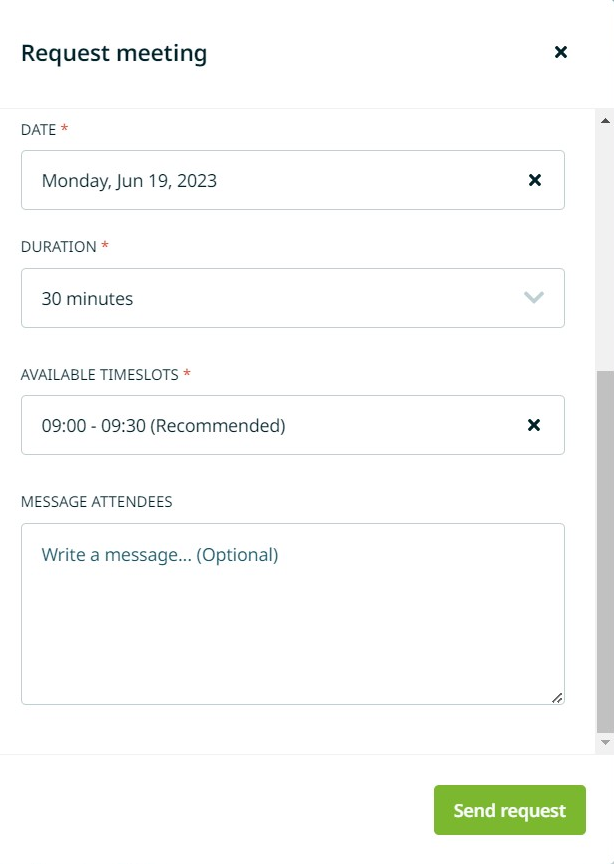 Request meeting
DATE *
Monday, Jun 19, 2023
DURATION *
30 minutes
AVAILABLE TIMESLOTS *
09:00 - 09:30 (Recommended)
MESSAGE ATTENDEES
Write a message... (Optional)
Send request